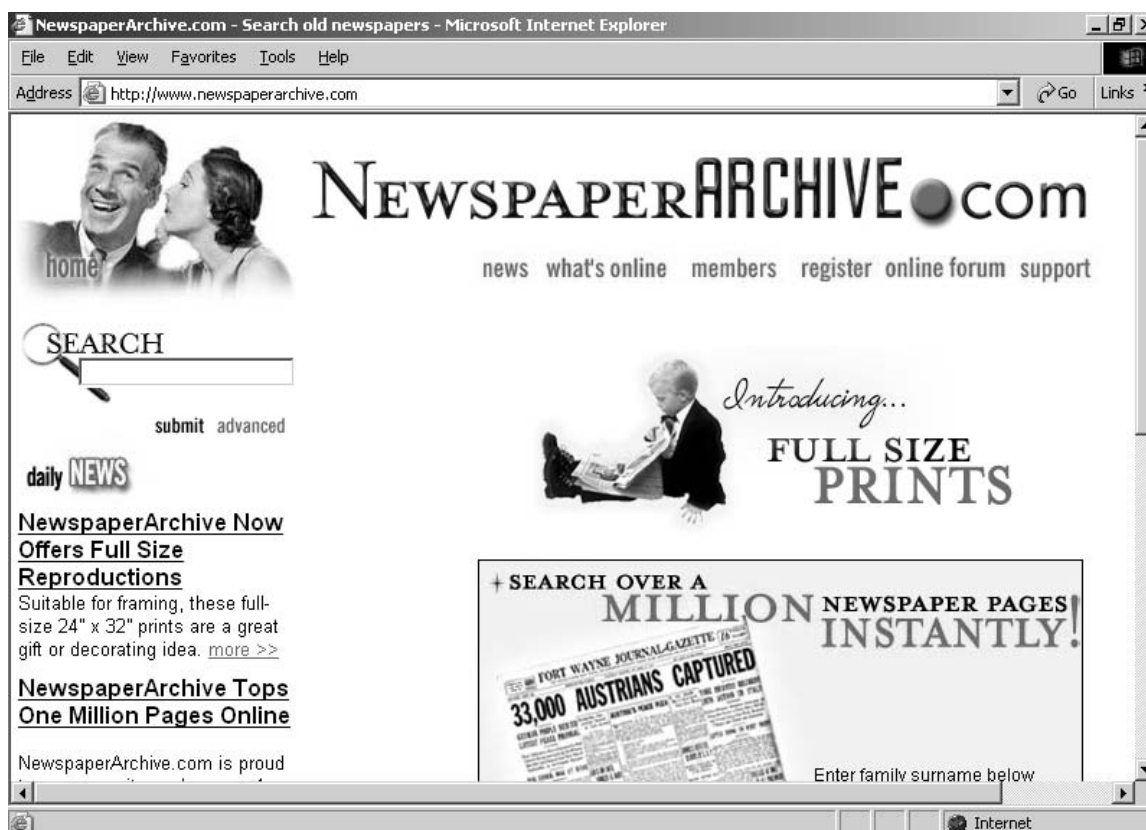 NewspaperArchive.com - Search old newspapers - Microsoft Internet Explorer
File Edit View Favorites Tools Help
Address http://www.newspaperarchive.com Go Links
NEWSPAPERARCHIVE.com
home
news what's online members register online forum support
SEARCH
submit advanced
Introducing...
FULL SIZE
PRINTS
daily NEWS
NewspaperArchive Now
Offers Full Size
Reproductions
Suitable for framing, these full-
size 24" x 32" prints are a great
gift or decorating idea. more >>
NewspaperArchive Tops
One Million Pages Online
NewspaperArchive.com is proud
SEARCH OVER A
MILLION NEWSPAPER PAGES
INSTANTLY!
FORT WAYNE JOURNAL-GAZETTE
33,000 AUSTRIANS CAPTURED
Enter family surname below
Internet